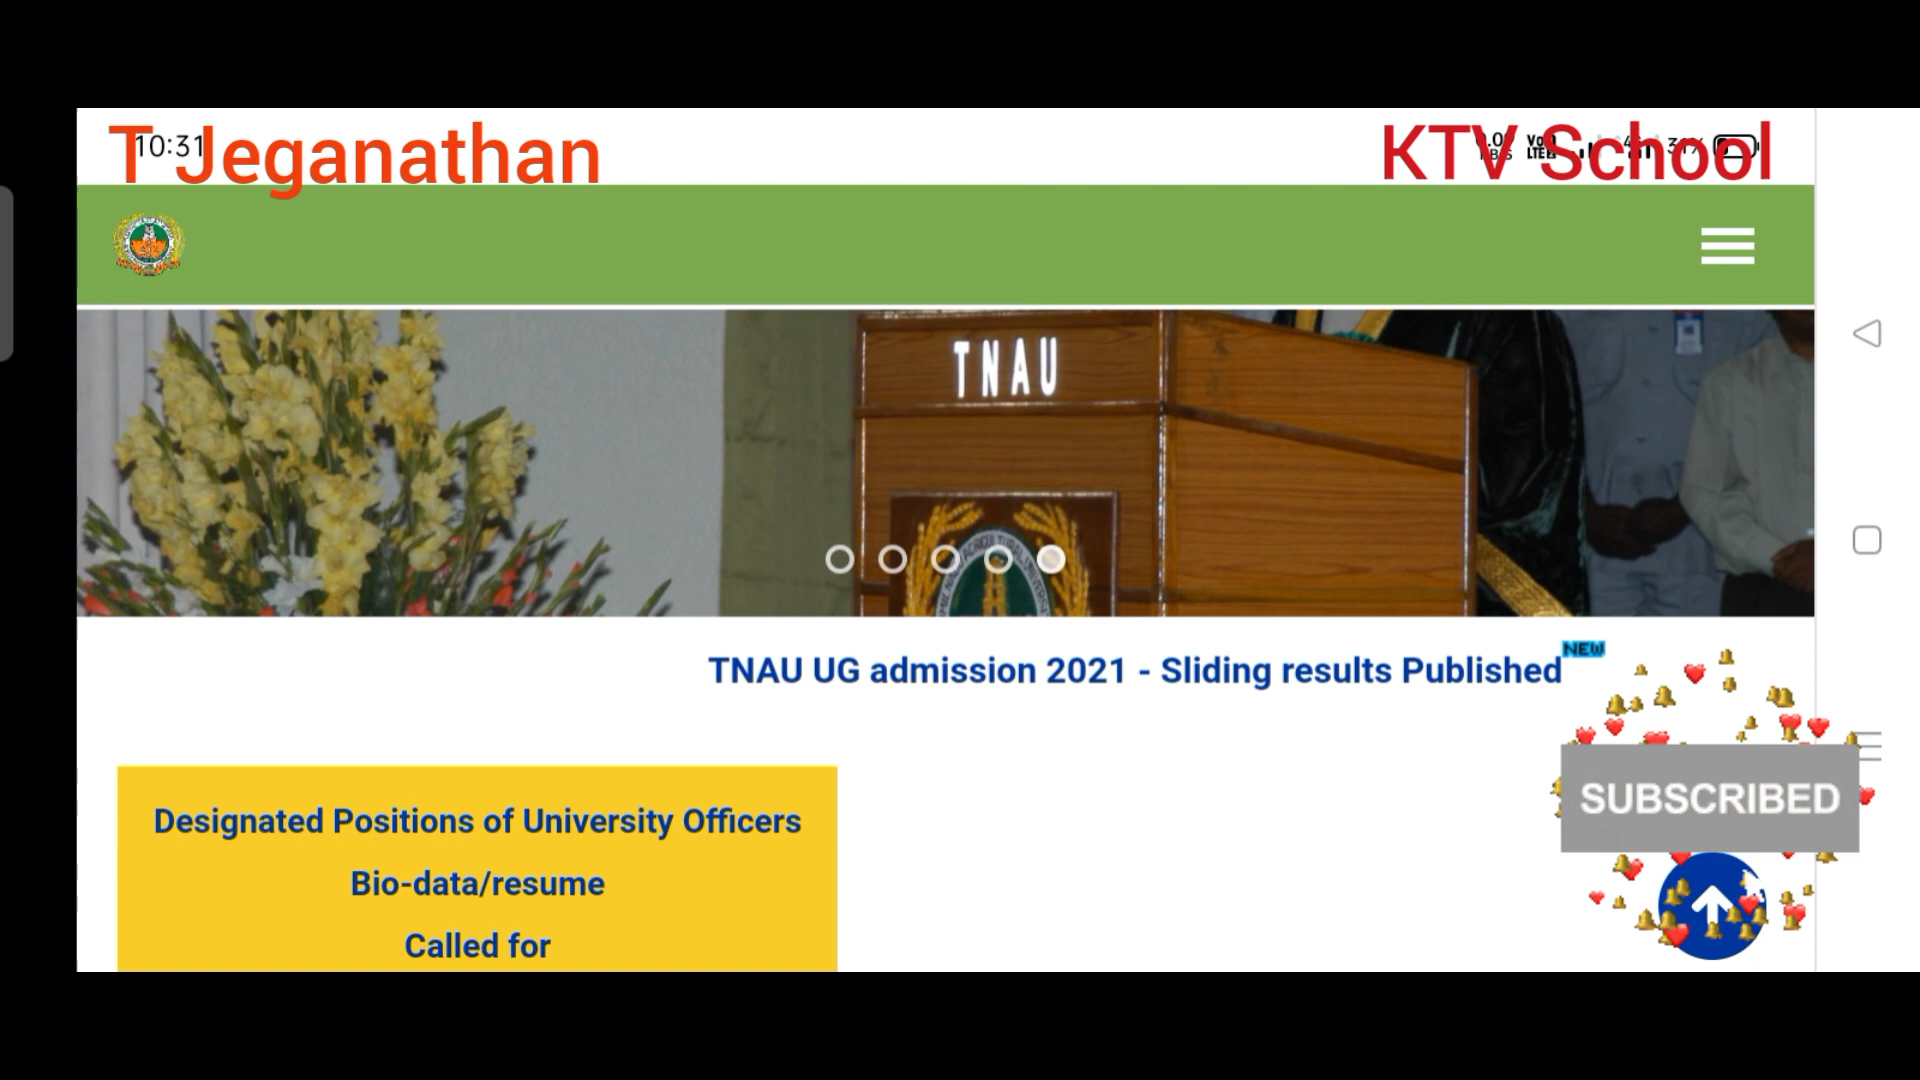 T Jeganathan
KTV School
10:31
TNAU
TNAU UG admission 2021 - Sliding results Published
NEW
Designated Positions of University Officers
Bio-data/resume
Called for
SUBSCRIBED